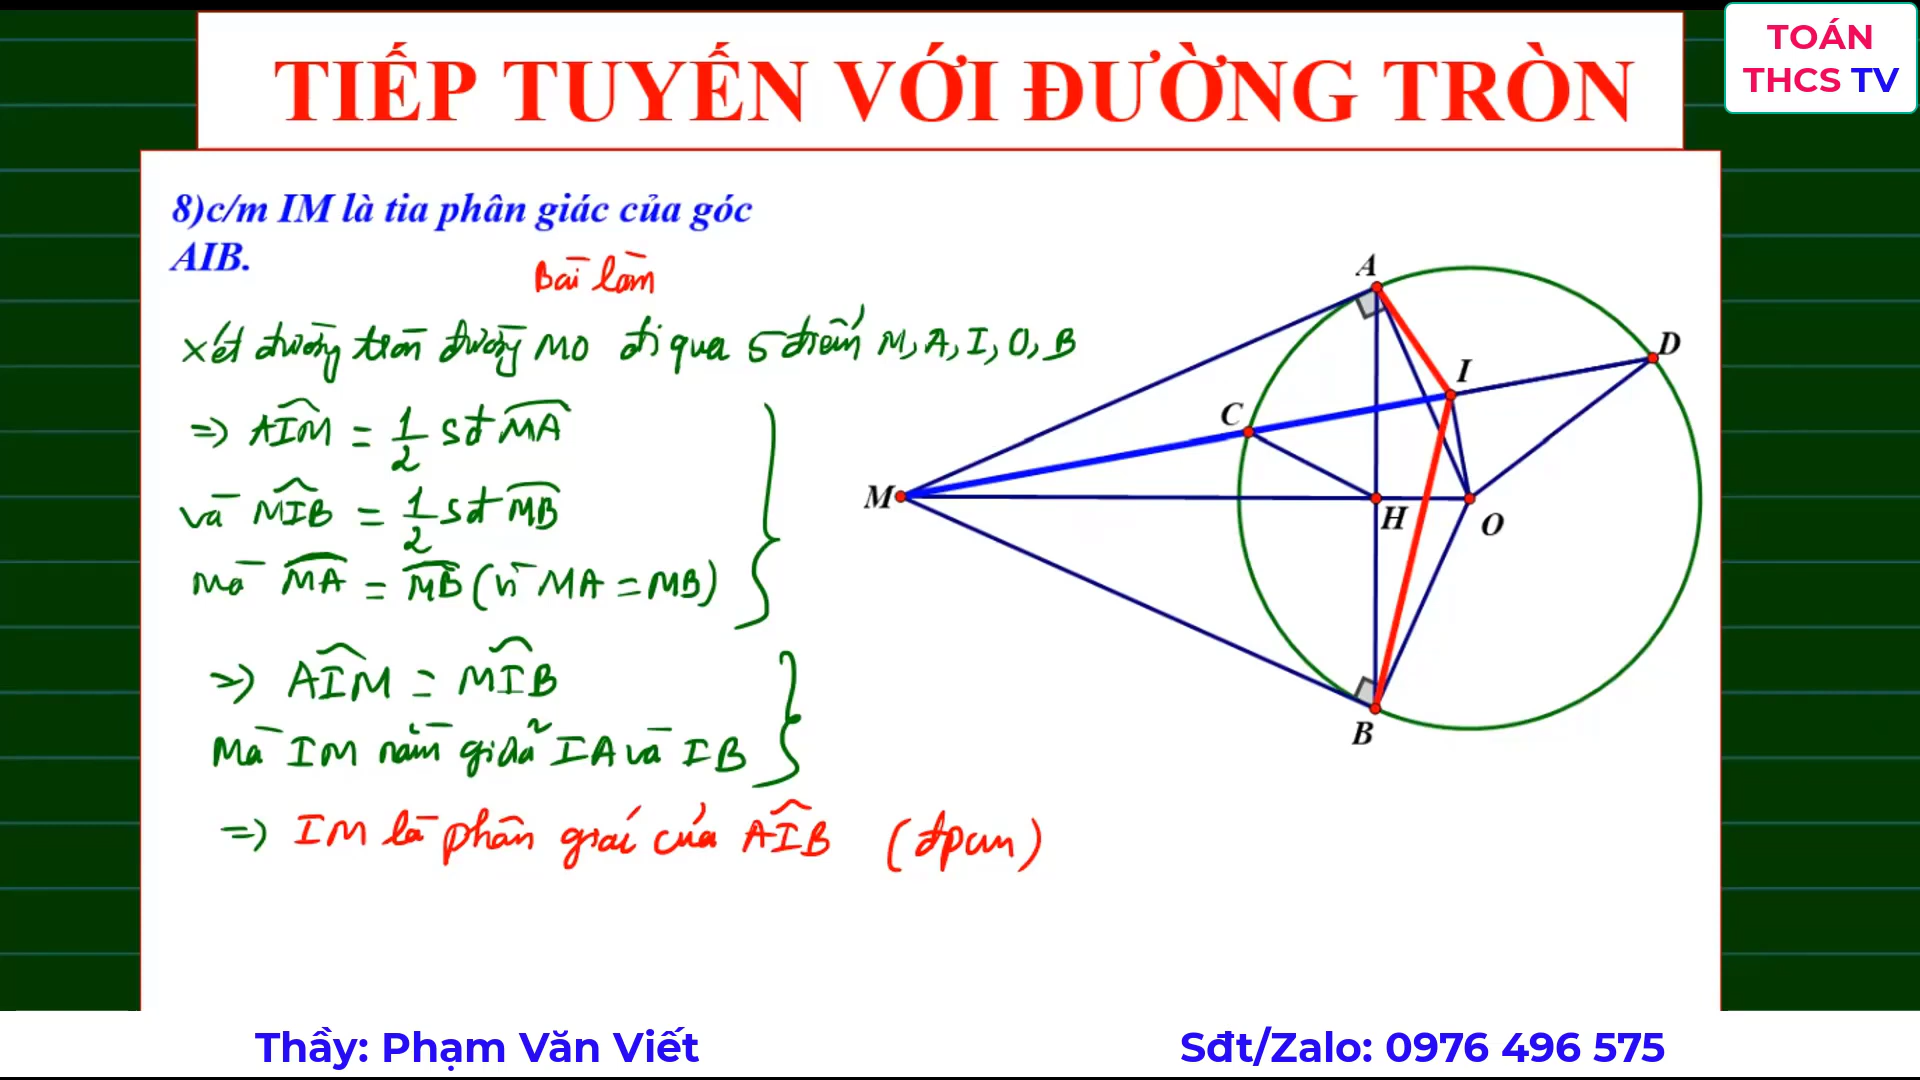 TIẾP TUYẾN VỚI ĐƯỜNG TRÒN
TOÁN
THCS TV
8)c/m IM là tia phân giác của góc
AIB.
Bài làm
Xét đường tròn đường MO đi qua 5 điểm M, A, I, O, B
=> AIM = 1/2 sđ MA
và MIB = 1/2 sđ MB
mà MA = MB (vì MA = MB)
=> AIM = MIB
Mà IM nằm giữa IA và IB
=> IM là phân giác của AIB (đpcm)
A
D
I
C
M
H
O
B
Thầy: Phạm Văn Viết
Sđt/Zalo: 0976 496 575